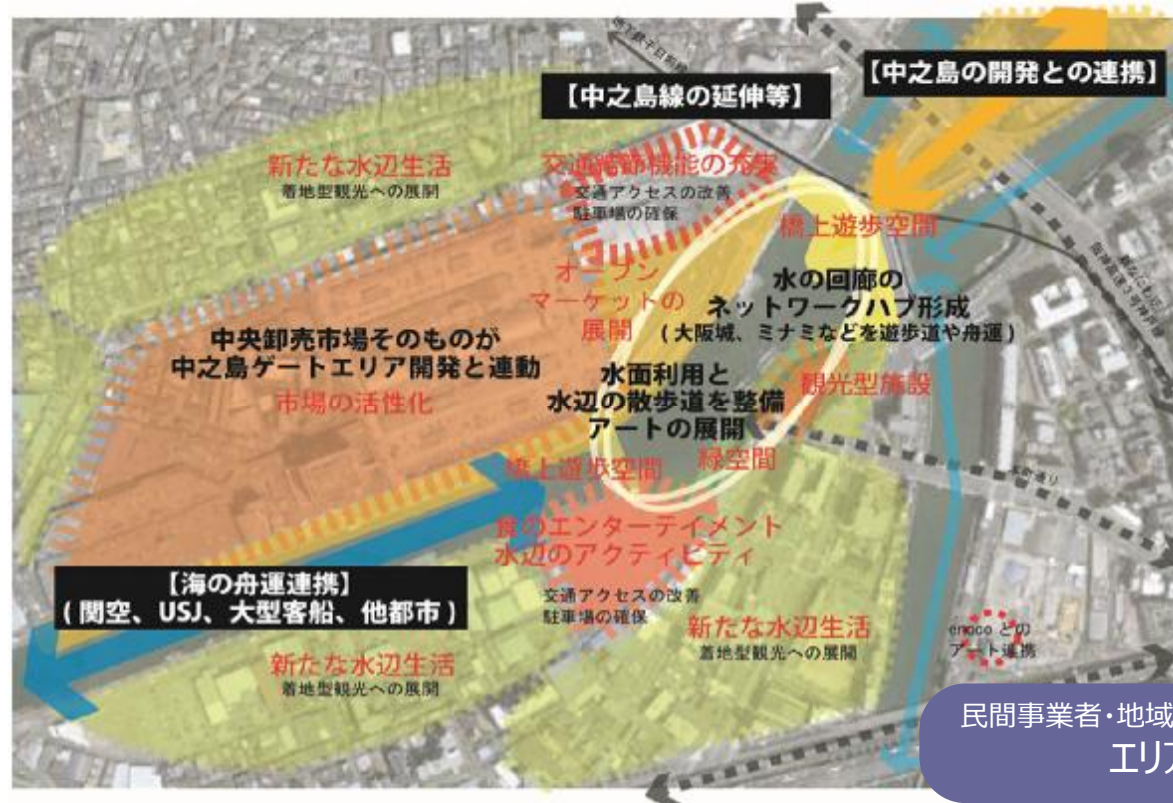 【中之島の開発との連携】
【中之島線の延伸等】
新たな水辺生活
着地型観光への展開
交通結節機能の充実
交通アクセスの改善
駐車場の確保
橋上遊歩空間
オープン
マーケットの
展開
水の回廊の
ネットワークハブ形成
(大阪城、ミナミなどを遊歩道や舟運)
中央卸売市場そのものが
中之島ゲートエリア開発と連動
市場の活性化
水面利用と
水辺の散歩道を整備
アートの展開
観光型施設
緑空間
橋上遊歩空間
食のエンターテイメント
水辺のアクティビティ
交通アクセスの改善
駐車場の確保
【海の舟運連携】
(関空、USJ、大型客船、他都市)
新たな水辺生活
着地型観光への展開
新たな水辺生活
着地型観光への展開
enocoとの
アート連携
民間事業者・地域
エリア